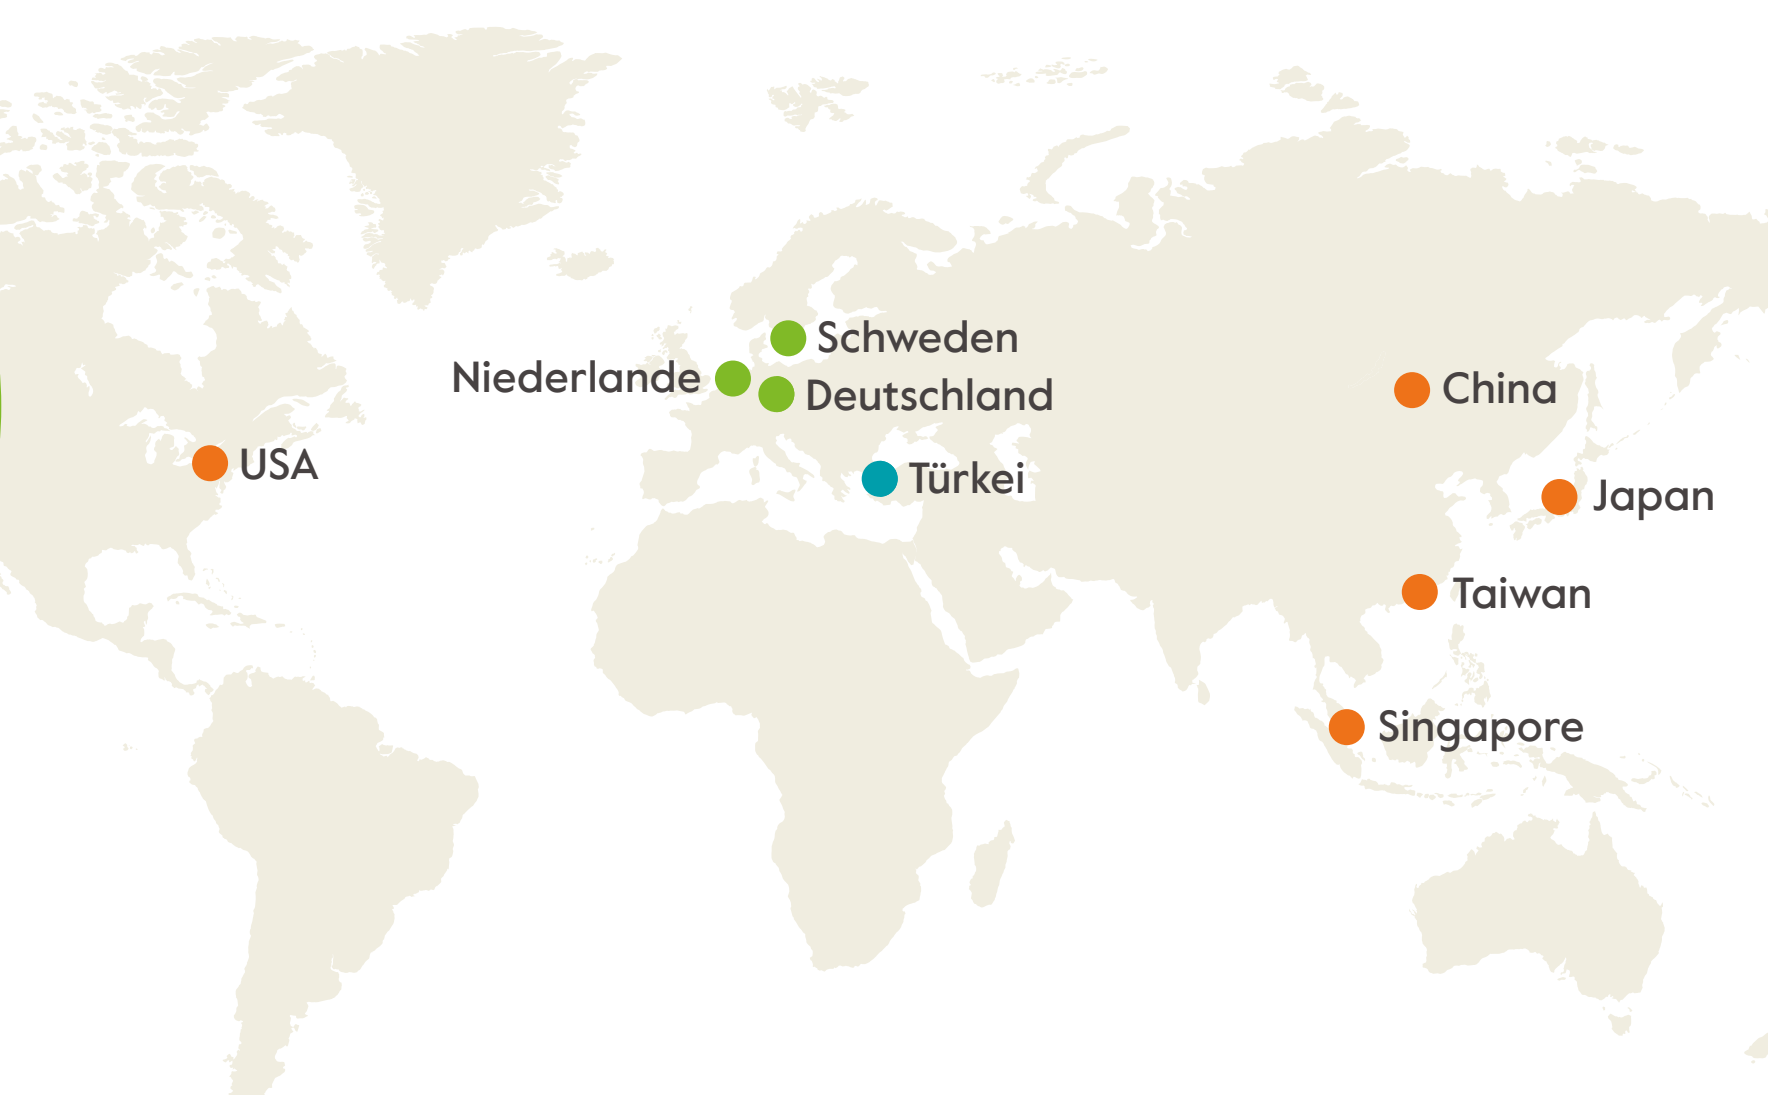 Schweden
Niederlande
Deutschland
China
USA
Türkei
Japan
Taiwan
Singapore